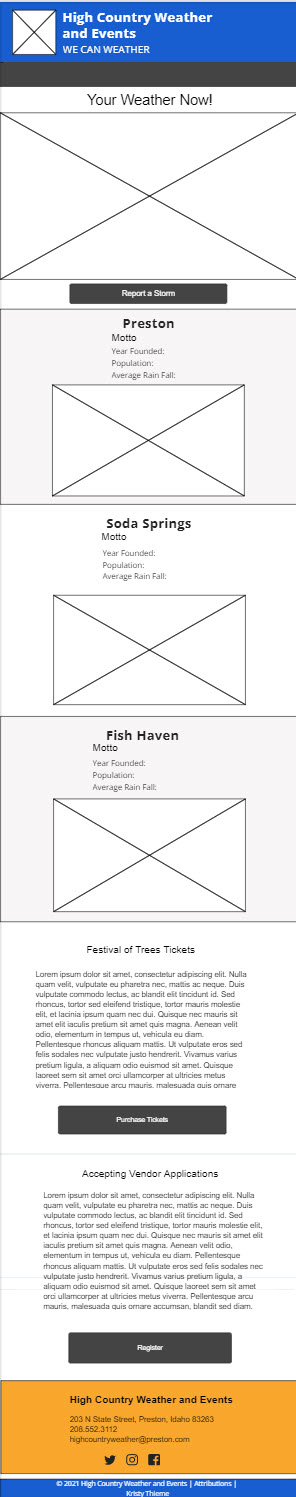 High Country Weather
and Events
WE CAN WEATHER
Your Weather Now!
Report a Storm
Preston
Motto
Year Founded:
Population:
Average Rain Fall:
Soda Springs
Motto
Year Founded:
Population:
Average Rain Fall:
Fish Haven
Motto
Year Founded:
Population:
Average Rain Fall:
Festival of Trees Tickets
Lorem ipsum dolor sit amet, consectetur adipiscing elit. Nulla
quam velit, vulputate eu pharetra nec, mattis ac neque. Duis
vulputate commodo lectus, ac blandit elit tincidunt id. Sed
rhoncus, tortor sed eleifend tristique, tortor mauris molestie
elit, et lacinia ipsum quam nec dui. Quisque nec mauris sit
amet elit iaculis pretium sit amet quis magna. Aenean velit
odio, elementum in tempus ut, vehicula eu diam.
Pellentesque rhoncus aliquam mattis. Ut vulputate eros sed
felis sodales nec vulputate justo hendrerit. Vivamus varius
pretium ligula, a aliquam odio euismod sit amet. Quisque
laoreet sem sit amet orci ullamcorper at ultricies metus
viverra. Pellentesque arcu mauris, malesuada quis ornare
Purchase Tickets
Accepting Vendor Applications
Lorem ipsum dolor sit amet, consectetur adipiscing elit. Nulla
quam velit, vulputate eu pharetra nec, mattis ac neque. Duis
vulputate commodo lectus, ac blandit elit tincidunt id. Sed
rhoncus, tortor sed eleifend tristique, tortor mauris molestie elit,
et lacinia ipsum quam nec dui. Quisque nec mauris sit amet elit
iaculis pretium sit amet quis magna. Aenean velit odio,
elementum in tempus ut, vehicula eu diam. Pellentesque
rhoncus aliquam mattis. Ut vulputate eros sed felis sodales nec
vulputate justo hendrerit. Vivamus varius pretium ligula, a
aliquam odio euismod sit amet. Quisque laoreet sem sit amet
orci ullamcorper at ultricies metus viverra. Pellentesque arcu
mauris, malesuada quis ornare accumsan, blandit sed diam.
Register
High Country Weather and Events
203 N State Street, Preston, Idaho 83263
208.552.3112
highcountryweather@preston.com
© 2021 High Country Weather and Events | Attributions |
Kristy Thieme